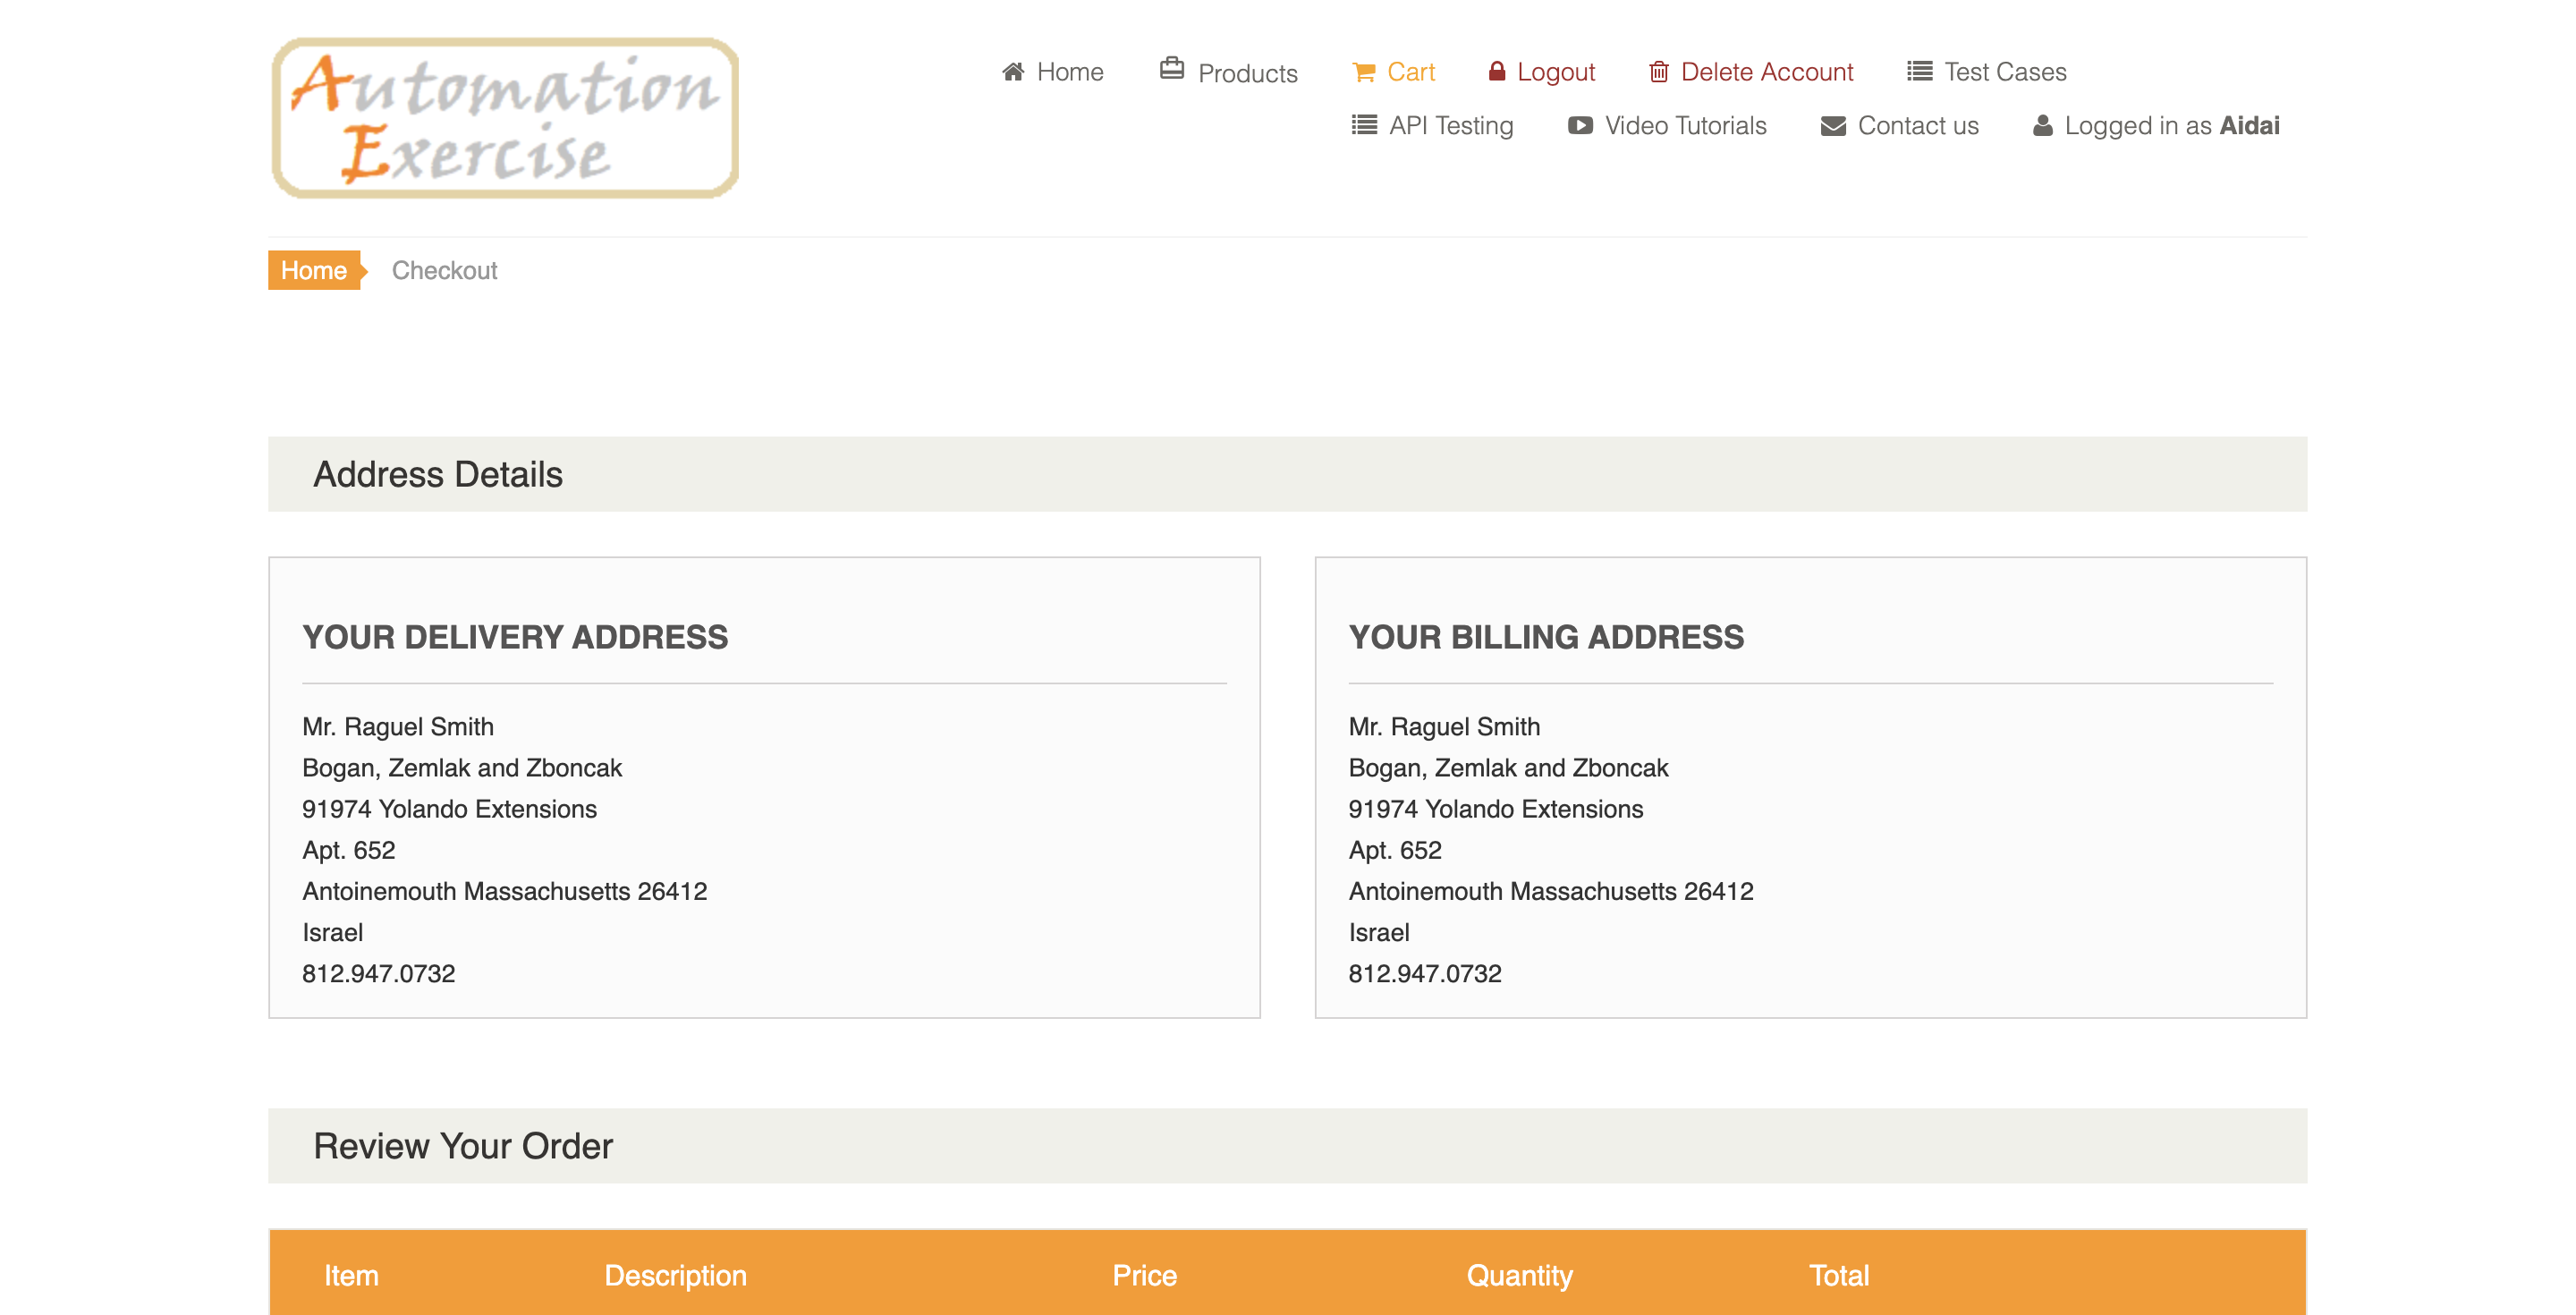 Automation
Exercise
Home Products Cart Logout Delete Account Test Cases
API Testing Video Tutorials Contact us Logged in as Aidai
Home Checkout
Address Details
YOUR DELIVERY ADDRESS
Mr. Raguel Smith
Bogan, Zemlak and Zboncak
91974 Yolando Extensions
Apt. 652
Antoinemouth Massachusetts 26412
Israel
812.947.0732
YOUR BILLING ADDRESS
Mr. Raguel Smith
Bogan, Zemlak and Zboncak
91974 Yolando Extensions
Apt. 652
Antoinemouth Massachusetts 26412
Israel
812.947.0732
Review Your Order
Item Description Price Quantity Total